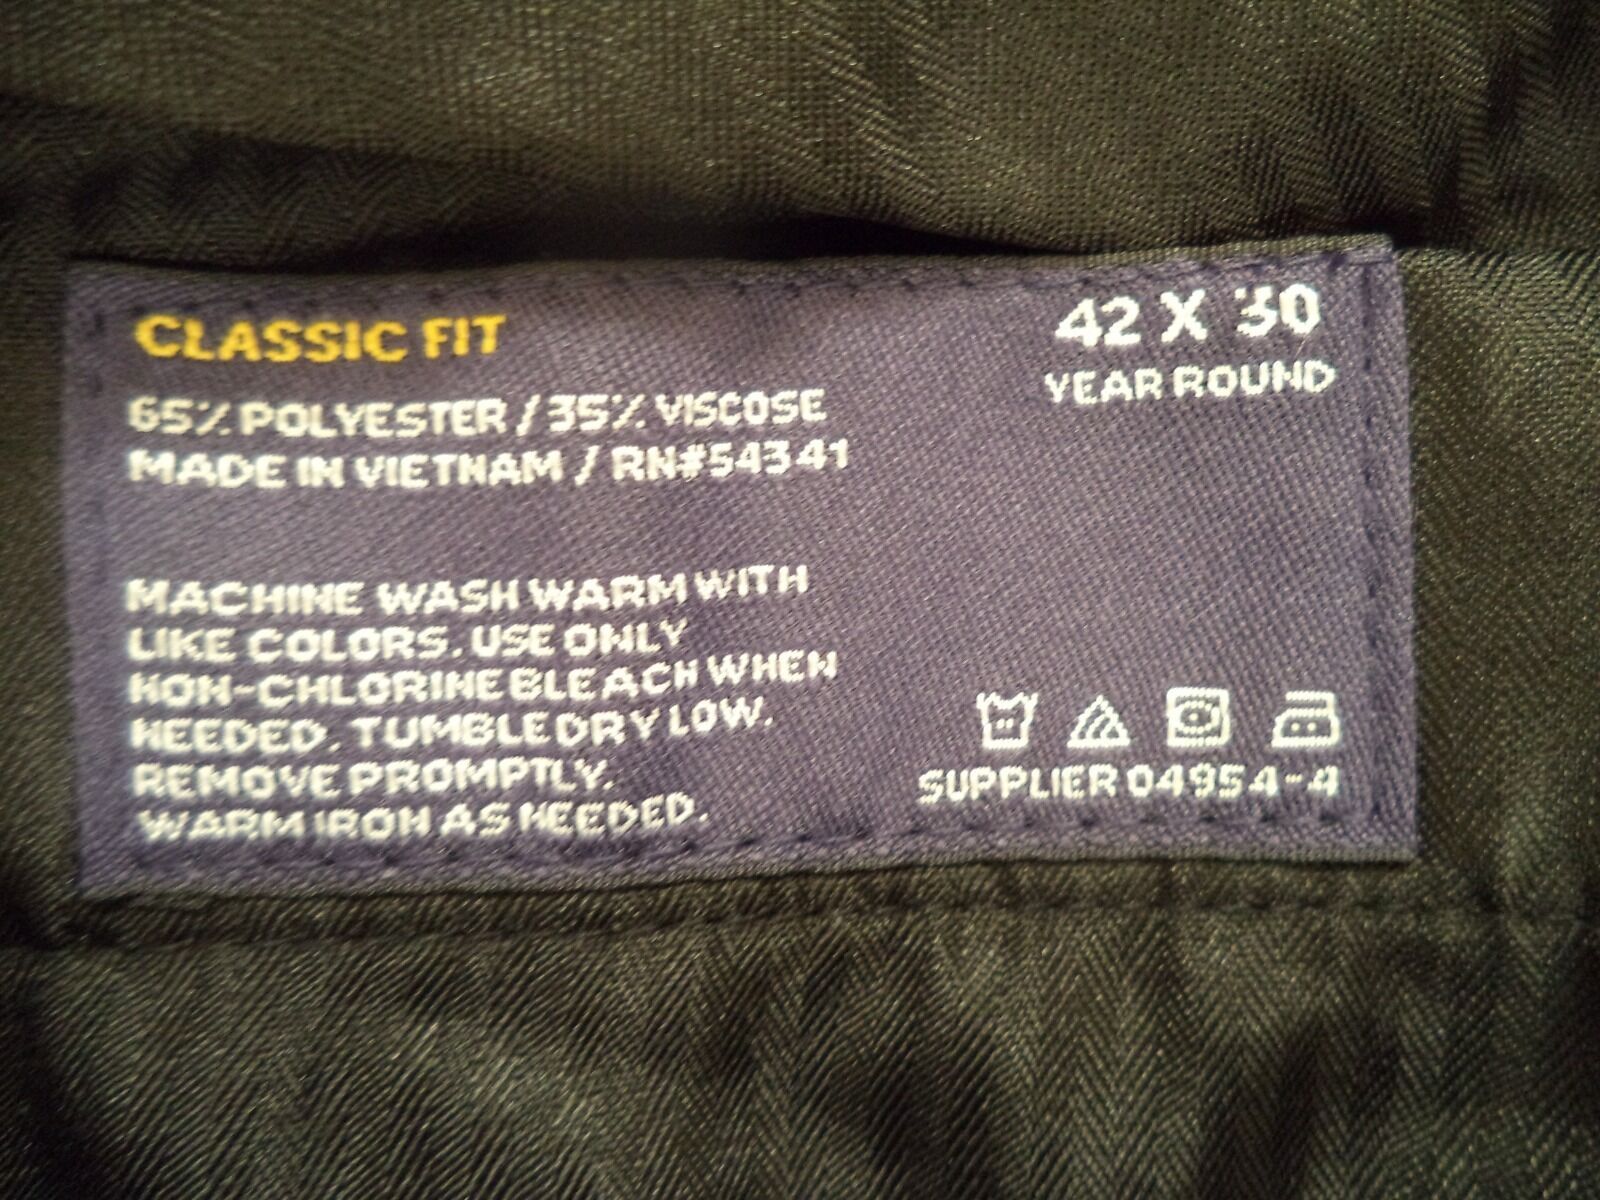 CLASSIC FIT
42 X 30
YEAR ROUND
65% POLYESTER / 35% VISCOSE
MADE IN VIETNAM / RN#54341
MACHINE WASH WARM WITH
LIKE COLORS. USE ONLY
NON-CHLORINE BLEACH WHEN
NEEDED. TUMBLE DRY LOW.
REMOVE PROMPTLY.
WARM IRON AS NEEDED.
SUPPLIER 04954-4